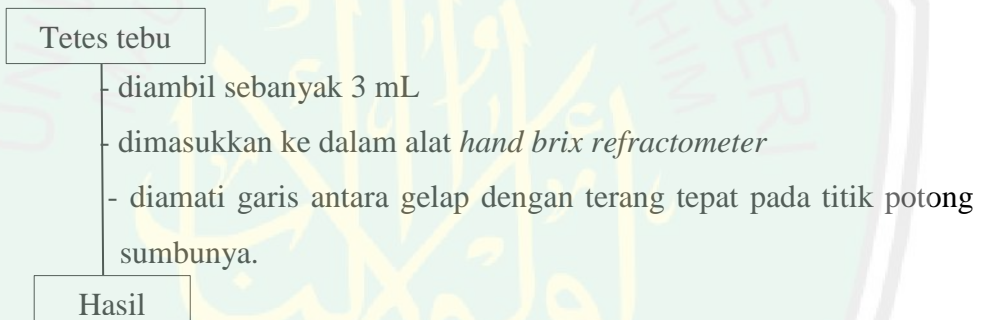 Tetes tebu
- diambil sebanyak 3 mL
- dimasukkan ke dalam alat hand brix refractometer
- diamati garis antara gelap dengan terang tepat pada titik potong
sumbunya.
Hasil